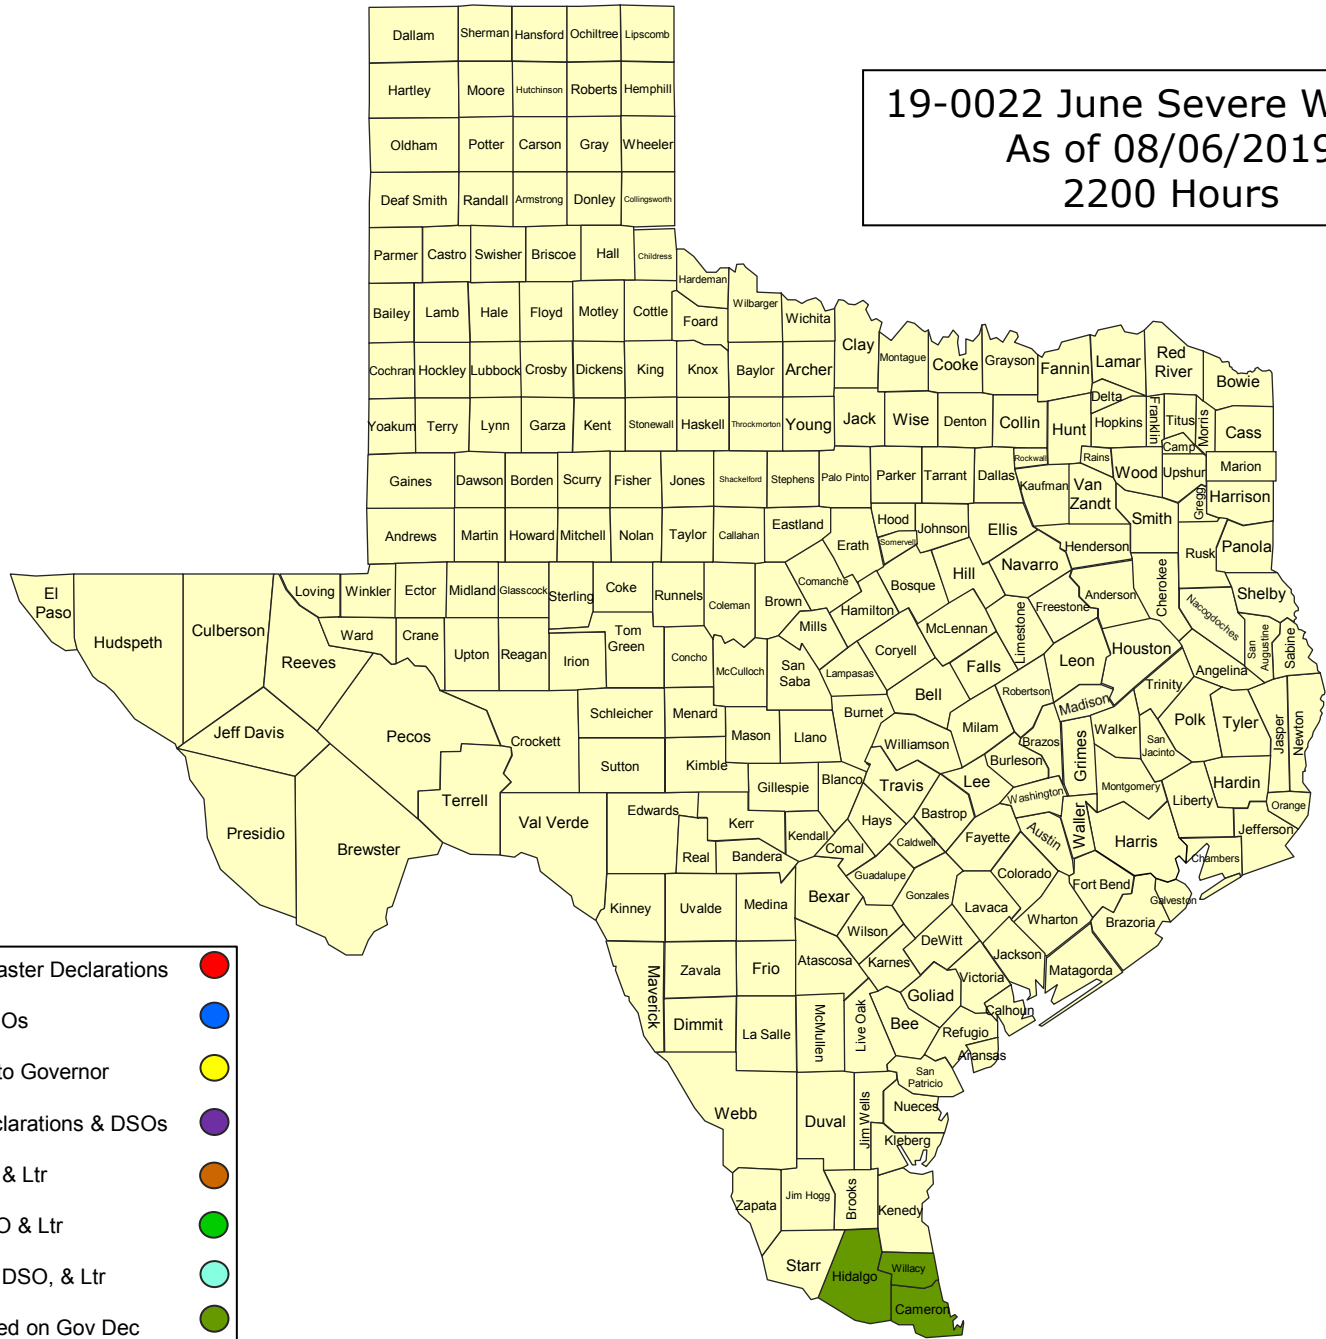 Dallam Sherman Hansford Ochiltree Lipscomb
Hartley Moore Hutchinson Roberts Hemphill
19-0022 June Severe W
As of 08/06/2019
2200 Hours
Oldham Potter Carson Gray Wheeler
Deaf Smith Randall Armstrong Donley Collingsworth
Parmer Castro Swisher Briscoe Hall Childress
Hardeman
Bailey Lamb Hale Floyd Motley Cottle Foard Wilbarger Wichita
Clay Montague Cooke Grayson Fannin Lamar Red
River Bowie
Cochran Hockley Lubbock Crosby Dickens King Knox Baylor Archer
Delta
Yoakum Terry Lynn Garza Kent Stonewall Haskell Throckmorton Young Jack Wise Denton Collin Hunt Hopkins Franklin Titus Morris Cass
Camp
Gaines Dawson Borden Scurry Fisher Jones Shackelford Stephens Palo Pinto Parker Tarrant Dallas Rockwall Kaufman Rains Van
Zandt Wood Upshur Marion
Gregg Harrison
Andrews Martin Howard Mitchell Nolan Taylor Callahan Eastland Erath Hood Somervell Johnson Ellis Henderson Smith Rusk Panola
El
Paso Hudspeth Culberson Loving Winkler Ector Midland Glasscock Sterling Coke Runnels Coleman Brown Comanche Hamilton Bosque Hill Navarro Freestone Anderson Cherokee Nacogdoches Shelby
Reeves Ward Crane Upton Reagan Irion Tom
Green Concho McCulloch San
Saba Mills Lampasas Coryell McLennan Limestone Falls Leon Houston Angelina San
Augustine Sabine
Jeff Davis Pecos Crockett Schleicher Menard Mason Llano Burnet Bell Milam Robertson Madison Trinity
Walker San
Jacinto Polk Tyler Jasper Newton
Sutton Kimble Gillespie Blanco Williamson Travis Lee Burleson Brazos Grimes Washington Montgomery Liberty Hardin Orange
Presidio Brewster Terrell Val Verde Edwards Real Kerr Bandera Kendall Comal Hays Caldwell Bastrop Fayette Austin Waller Harris Chambers Jefferson
Kinney Uvalde Medina Bexar Guadalupe Gonzales Lavaca Colorado Wharton Fort Bend Brazoria Galveston
Maverick Zavala Frio Atascosa Wilson Karnes DeWitt Victoria Jackson Matagorda
Dimmit La Salle McMullen Live Oak Bee Goliad Refugio Calhoun Aransas
San
Patricio
Webb Duval Jim Wells Nueces
Kleberg
Zapata Jim Hogg Brooks Kenedy
Starr Hidalgo Willacy
Cameron
aster Declarations
Os
to Governor
clarations & DSOs
& Ltr
O & Ltr
DSO, & Ltr
ed on Gov Dec